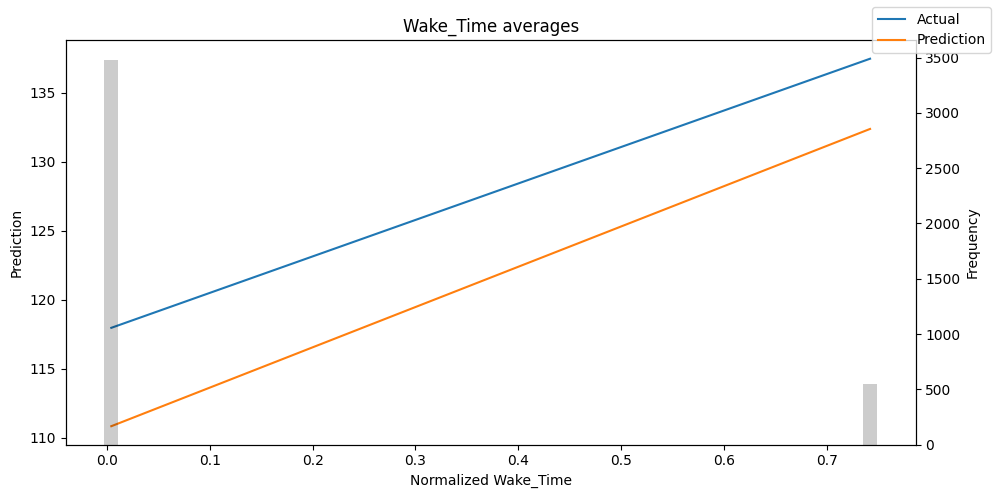 Wake_Time averages
Actual
Prediction
Prediction
135
130
125
120
115
110
3500
3000
2500
2000
1500
1000
500
0
Frequency
0.0 0.1 0.2 0.3 0.4 0.5 0.6 0.7
Normalized Wake_Time